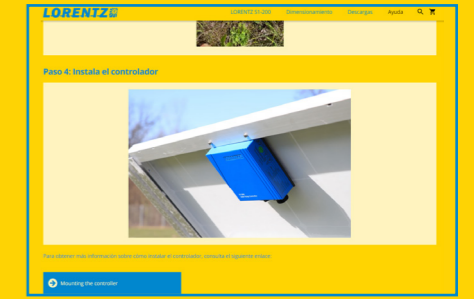 LORENTZ
LORENTZ S1-200 Dimensionamiento Descargas Ayuda
Paso 4: Instala el controlador
Para obtener más información sobre cómo instalar el controlador, consulta el siguiente enlace:
Mounting the controller